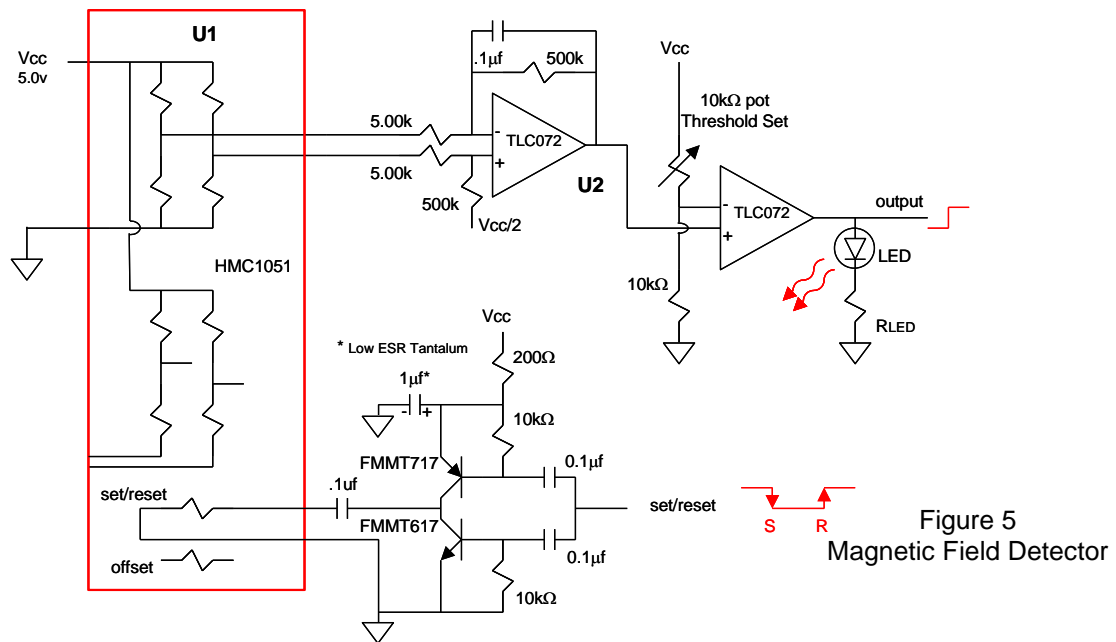 U1
Vcc
5.0v
.1µf
500k
5.00k
-
TLC072
+
5.00k
U2
500k
Vcc/2
Vcc
10kΩ pot
Threshold Set
-
TLC072
+
output
LED
10kΩ
RLED
HMC1051
Vcc
* Low ESR Tantalum
200Ω
1µf*
- +
10kΩ
FMMT717
0.1µf
set/reset
.1uf
FMMT617
set/reset
0.1µf
offset
10kΩ
S R
Figure 5
Magnetic Field Detector